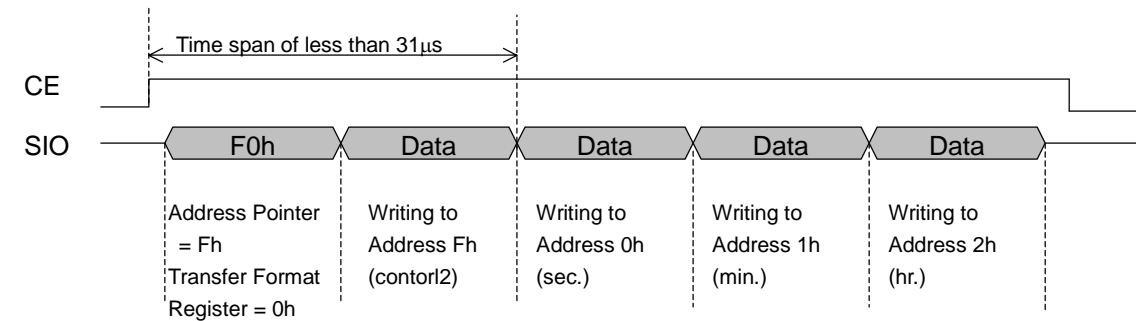 Time span of less than 31µs
CE
SIO
F0h
Data
Data
Data
Data
Address Pointer
= Fh
Transfer Format
Register = 0h
Writing to
Address Fh
(contorl2)
Writing to
Address 0h
(sec.)
Writing to
Address 1h
(min.)
Writing to
Address 2h
(hr.)